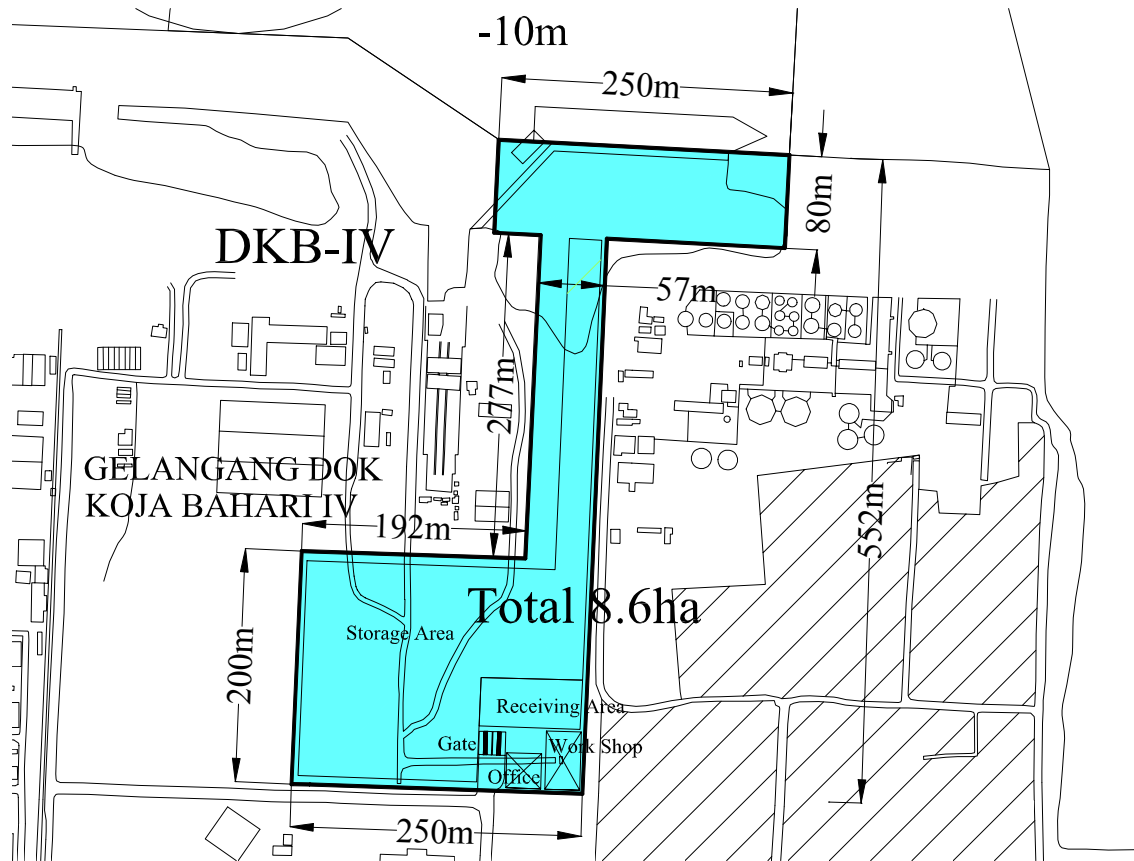 -10m
250m
80m
DKB-IV
57m
277m
GELANGANG DOK
KOJA BAHARI IV
192m
552m
Total 8.6ha
Storage Area
200m
Receiving Area
Gate
Work Shop
Office
250m